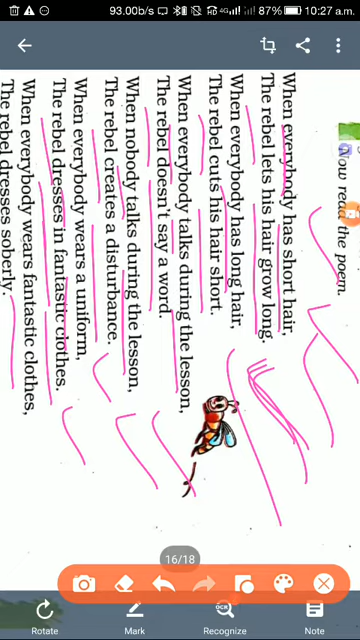 93.00b/s 4G 87% 10:27 a.m.
Now read the poem.
When everybody has short hair,
The rebel lets his hair grow long.
When everybody has long hair,
The rebel cuts his hair short.
When everybody talks during the lesson,
The rebel doesn't say a word.
When nobody talks during the lesson,
The rebel creates a disturbance.
When everybody wears a uniform,
The rebel dresses in fantastic clothes.
When everybody wears fantastic clothes,
The rebel dresses soberly.
16/18
OCR
Rotate Mark Recognize Note